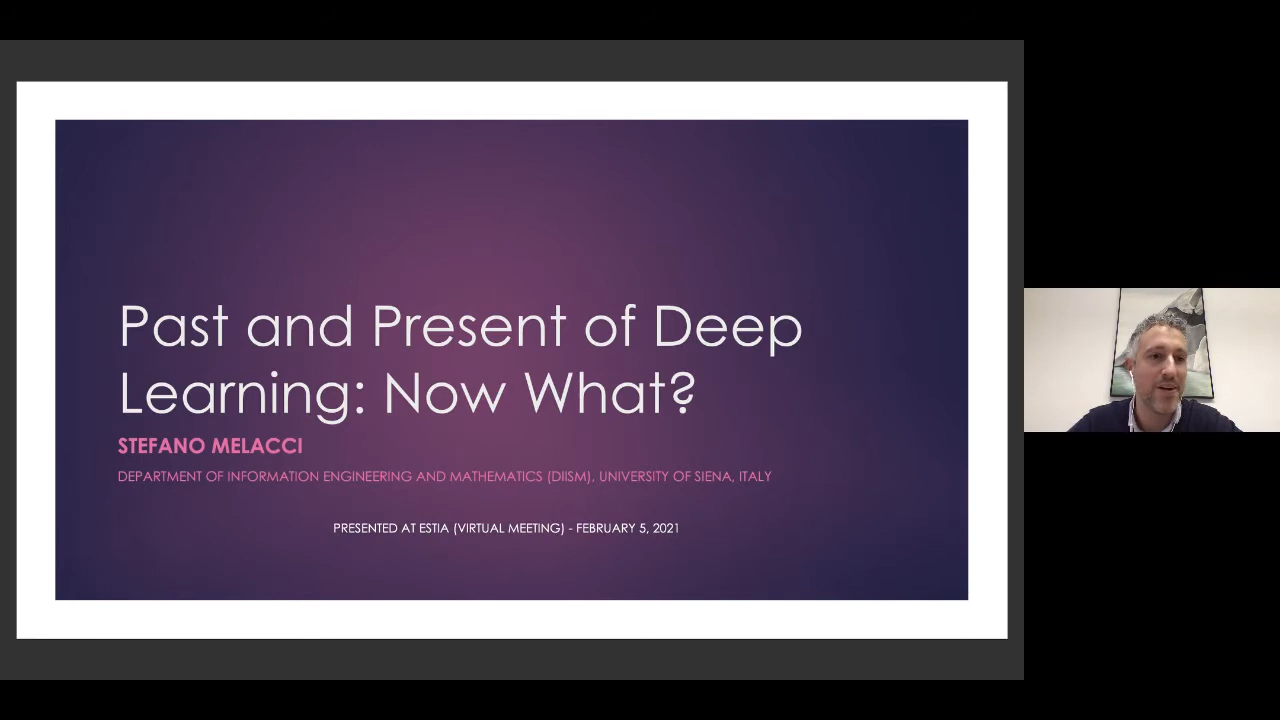 Past and Present of Deep
Learning: Now What?
STEFANO MELACCI
DEPARTMENT OF INFORMATION ENGINEERING AND MATHEMATICS (DIISM), UNIVERSITY OF SIENA, ITALY
PRESENTED AT ESTIA (VIRTUAL MEETING) - FEBRUARY 5, 2021